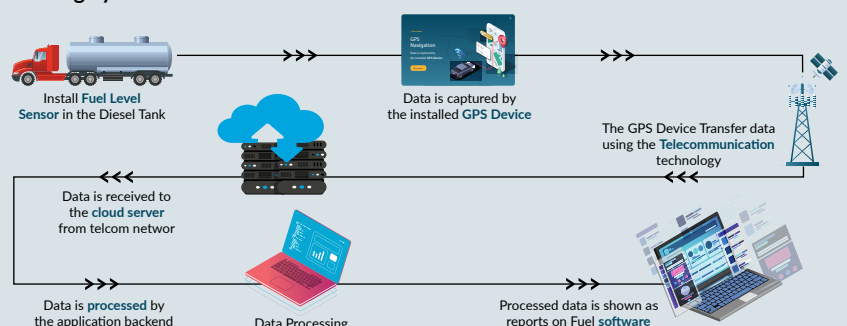 Install Fuel Level
Sensor in the Diesel Tank
GPS
Navigation
Data is captured by
the installed GPS Device
The GPS Device Transfer data
using the Telecommunication
technology
Data is received to
the cloud server
from telcom networ
Data is processed by
the application backend
Data Processing
Processed data is shown as
reports on Fuel software